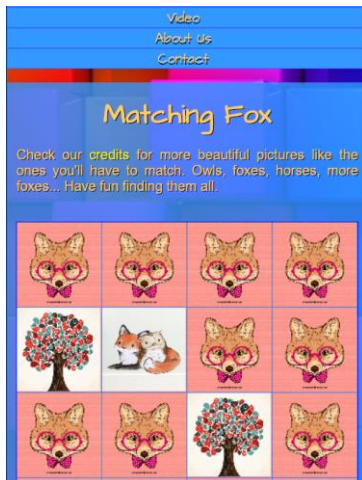 Video
About Us
Contact
Matching Fox
Check our credits for more beautiful pictures like the
ones you'll have to match. Owls, foxes, horses, more
foxes... Have fun finding them all.